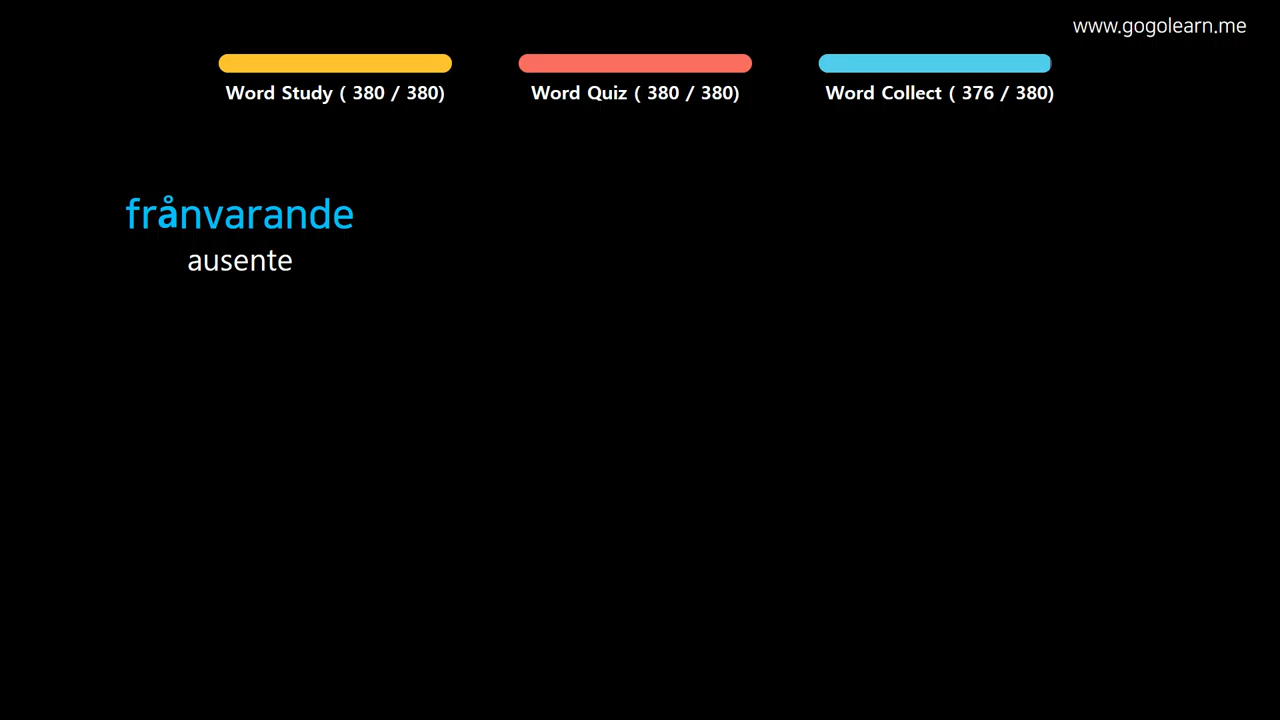 www.gogolearn.me
Word Study ( 380 / 380)
Word Quiz ( 380 / 380)
Word Collect ( 376 / 380)
frånvarande
ausente